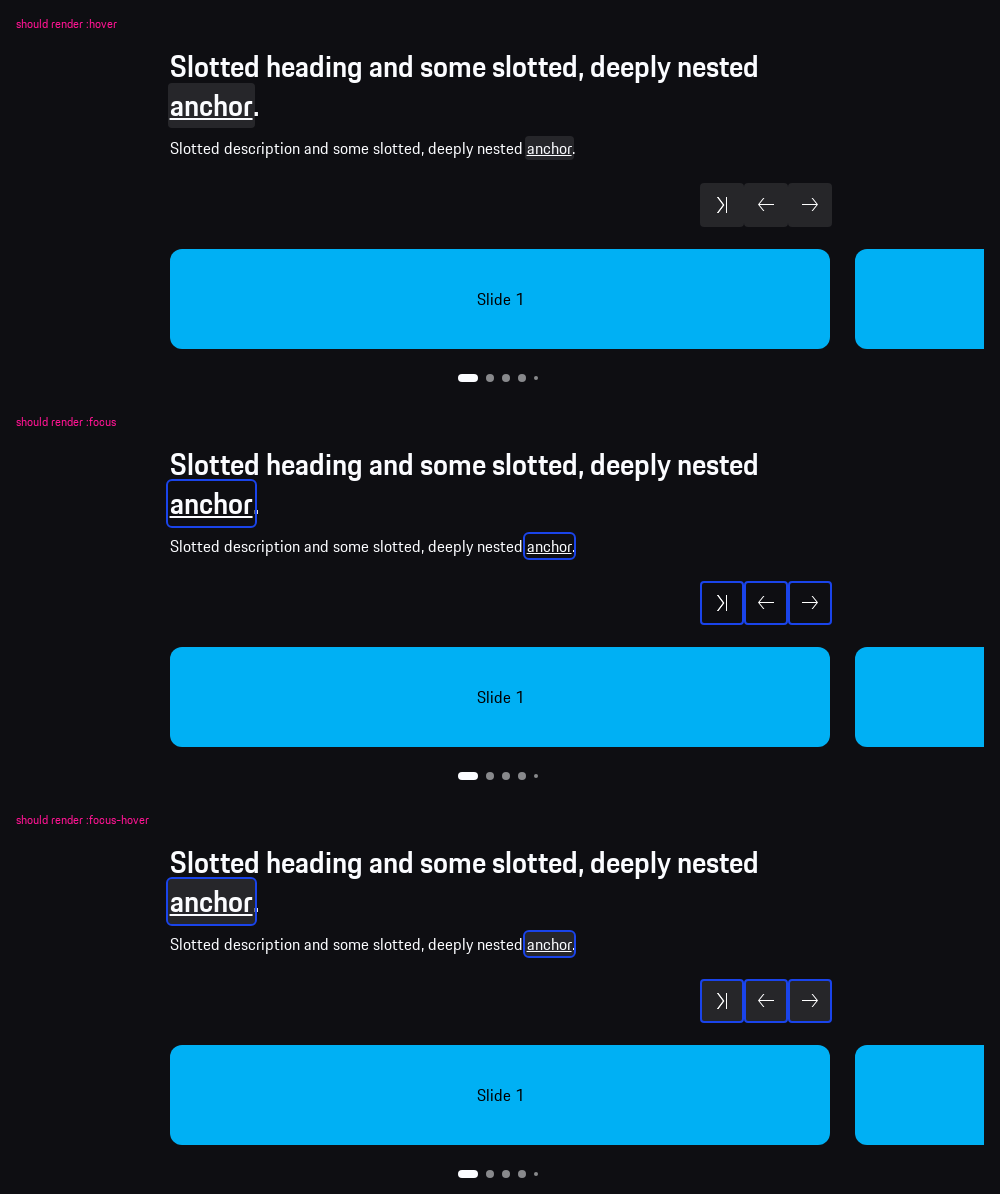 should render :hover
Slotted heading and some slotted, deeply nested
anchor.
Slotted description and some slotted, deeply nested anchor.
Slide 1
should render :focus
Slotted heading and some slotted, deeply nested
anchor.
Slotted description and some slotted, deeply nested anchor.
Slide 1
should render :focus-hover
Slotted heading and some slotted, deeply nested
anchor.
Slotted description and some slotted, deeply nested anchor.
Slide 1